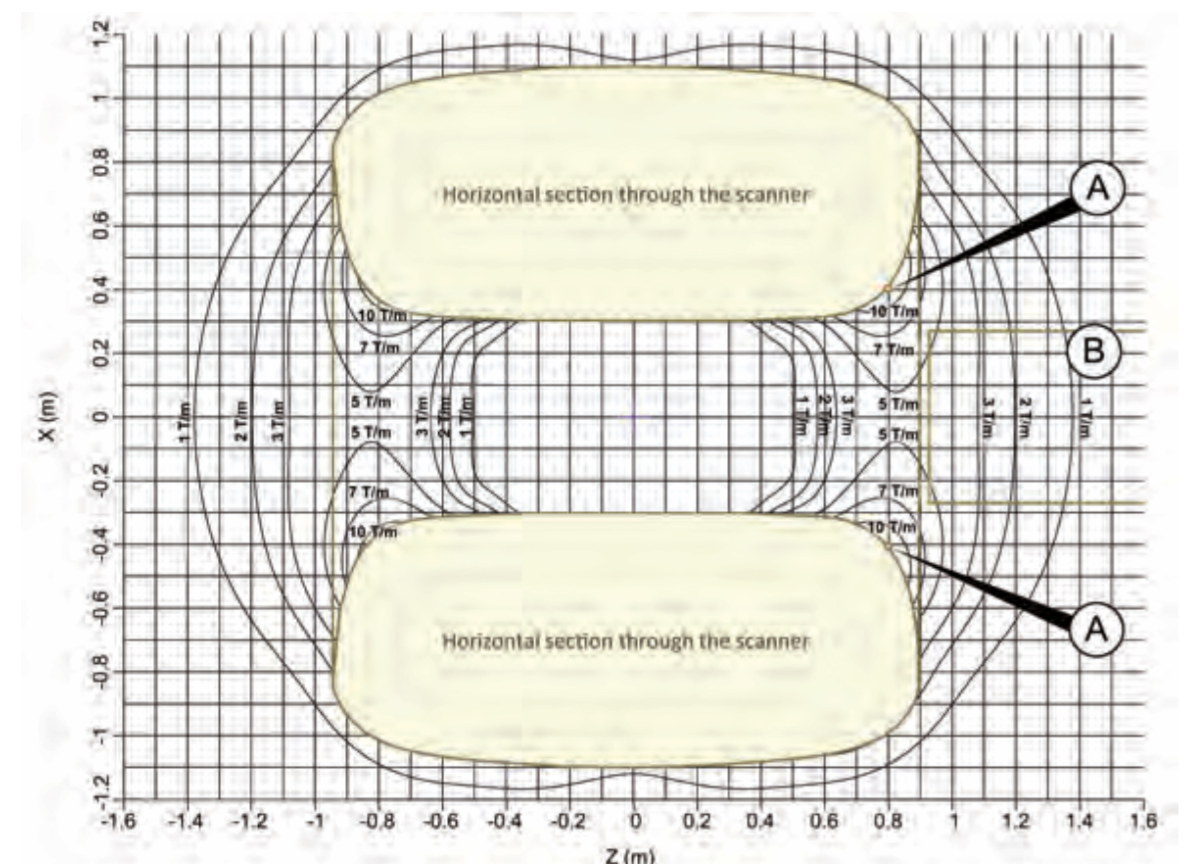 1.2
1
0.8
0.6
0.4
0.2
0
-0.2
-0.4
-0.6
-0.8
-1
-1.2
X (m)
Horizontal section through the scanner
A
10 T/m
10 T/m
7 T/m
7 T/m
B
5 T/m
5 T/m
1 T/m
2 T/m
3 T/m
3 T/m
2 T/m
1 T/m
1 T/m
2 T/m
3 T/m
3 T/m
2 T/m
1 T/m
5 T/m
5 T/m
7 T/m
7 T/m
10 T/m
10 T/m
Horizontal section through the scanner
A
-1.6
-1.4
-1.2
-1
-0.8
-0.6
-0.4
-0.2
0
0.2
0.4
0.6
0.8
1
1.2
1.4
1.6
Z (m)